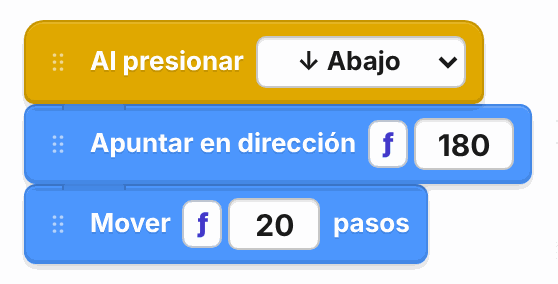 Al presionar ↓ Abajo
Apuntar en dirección ƒ 180
Mover ƒ 20 pasos